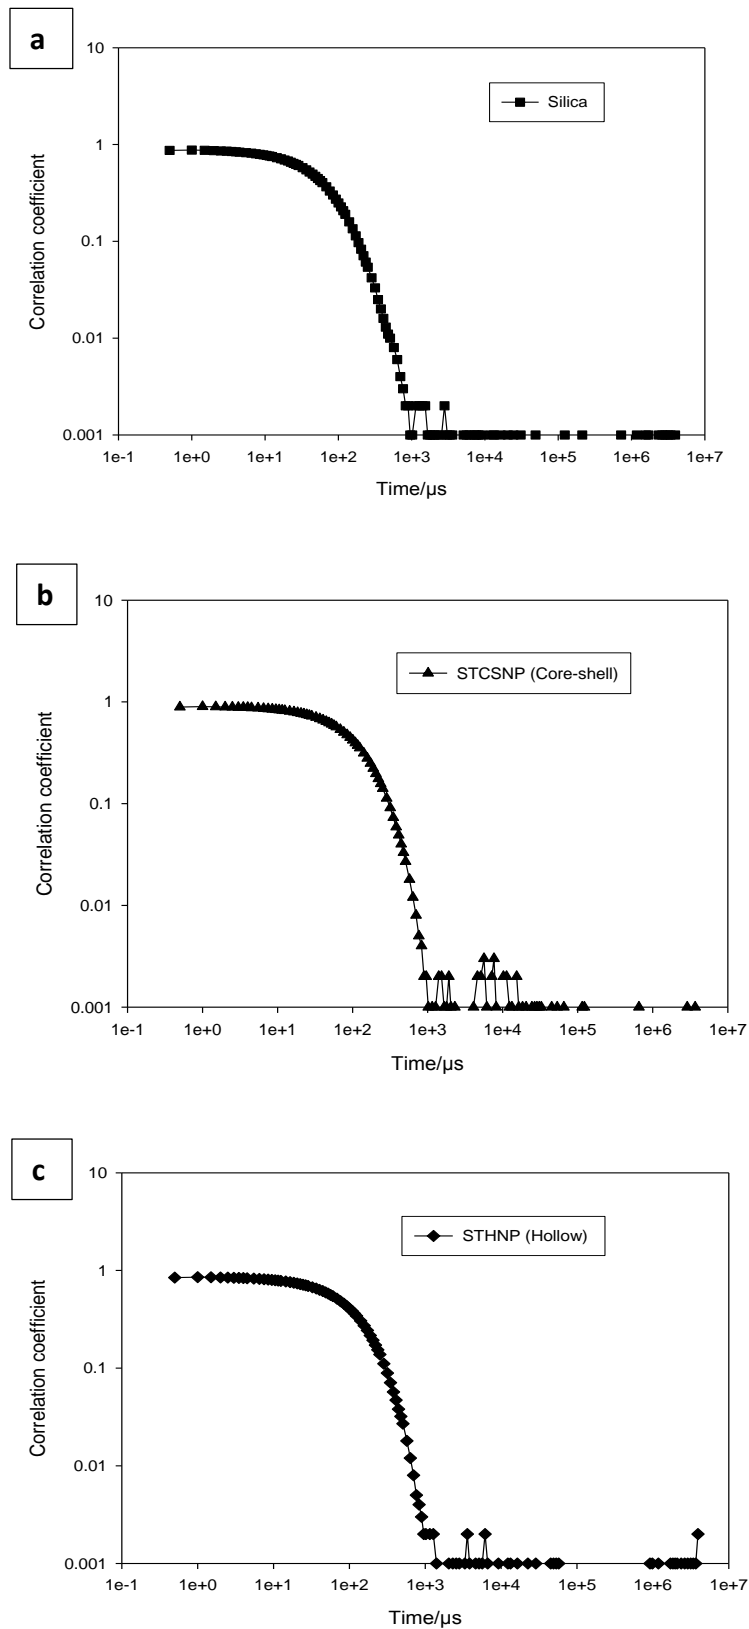 a
10
1
0.1
0.01
0.001
Correlation coefficient
Silica
1e-1 1e+0 1e+1 1e+2 1e+3 1e+4 1e+5 1e+6 1e+7
Time/µs
b
10
1
0.1
0.01
0.001
Correlation coefficient
STCSNP (Core-shell)
1e-1 1e+0 1e+1 1e+2 1e+3 1e+4 1e+5 1e+6 1e+7
Time/µs
c
10
1
0.1
0.01
0.001
Correlation coefficient
STHNP (Hollow)
1e-1 1e+0 1e+1 1e+2 1e+3 1e+4 1e+5 1e+6 1e+7
Time/µs